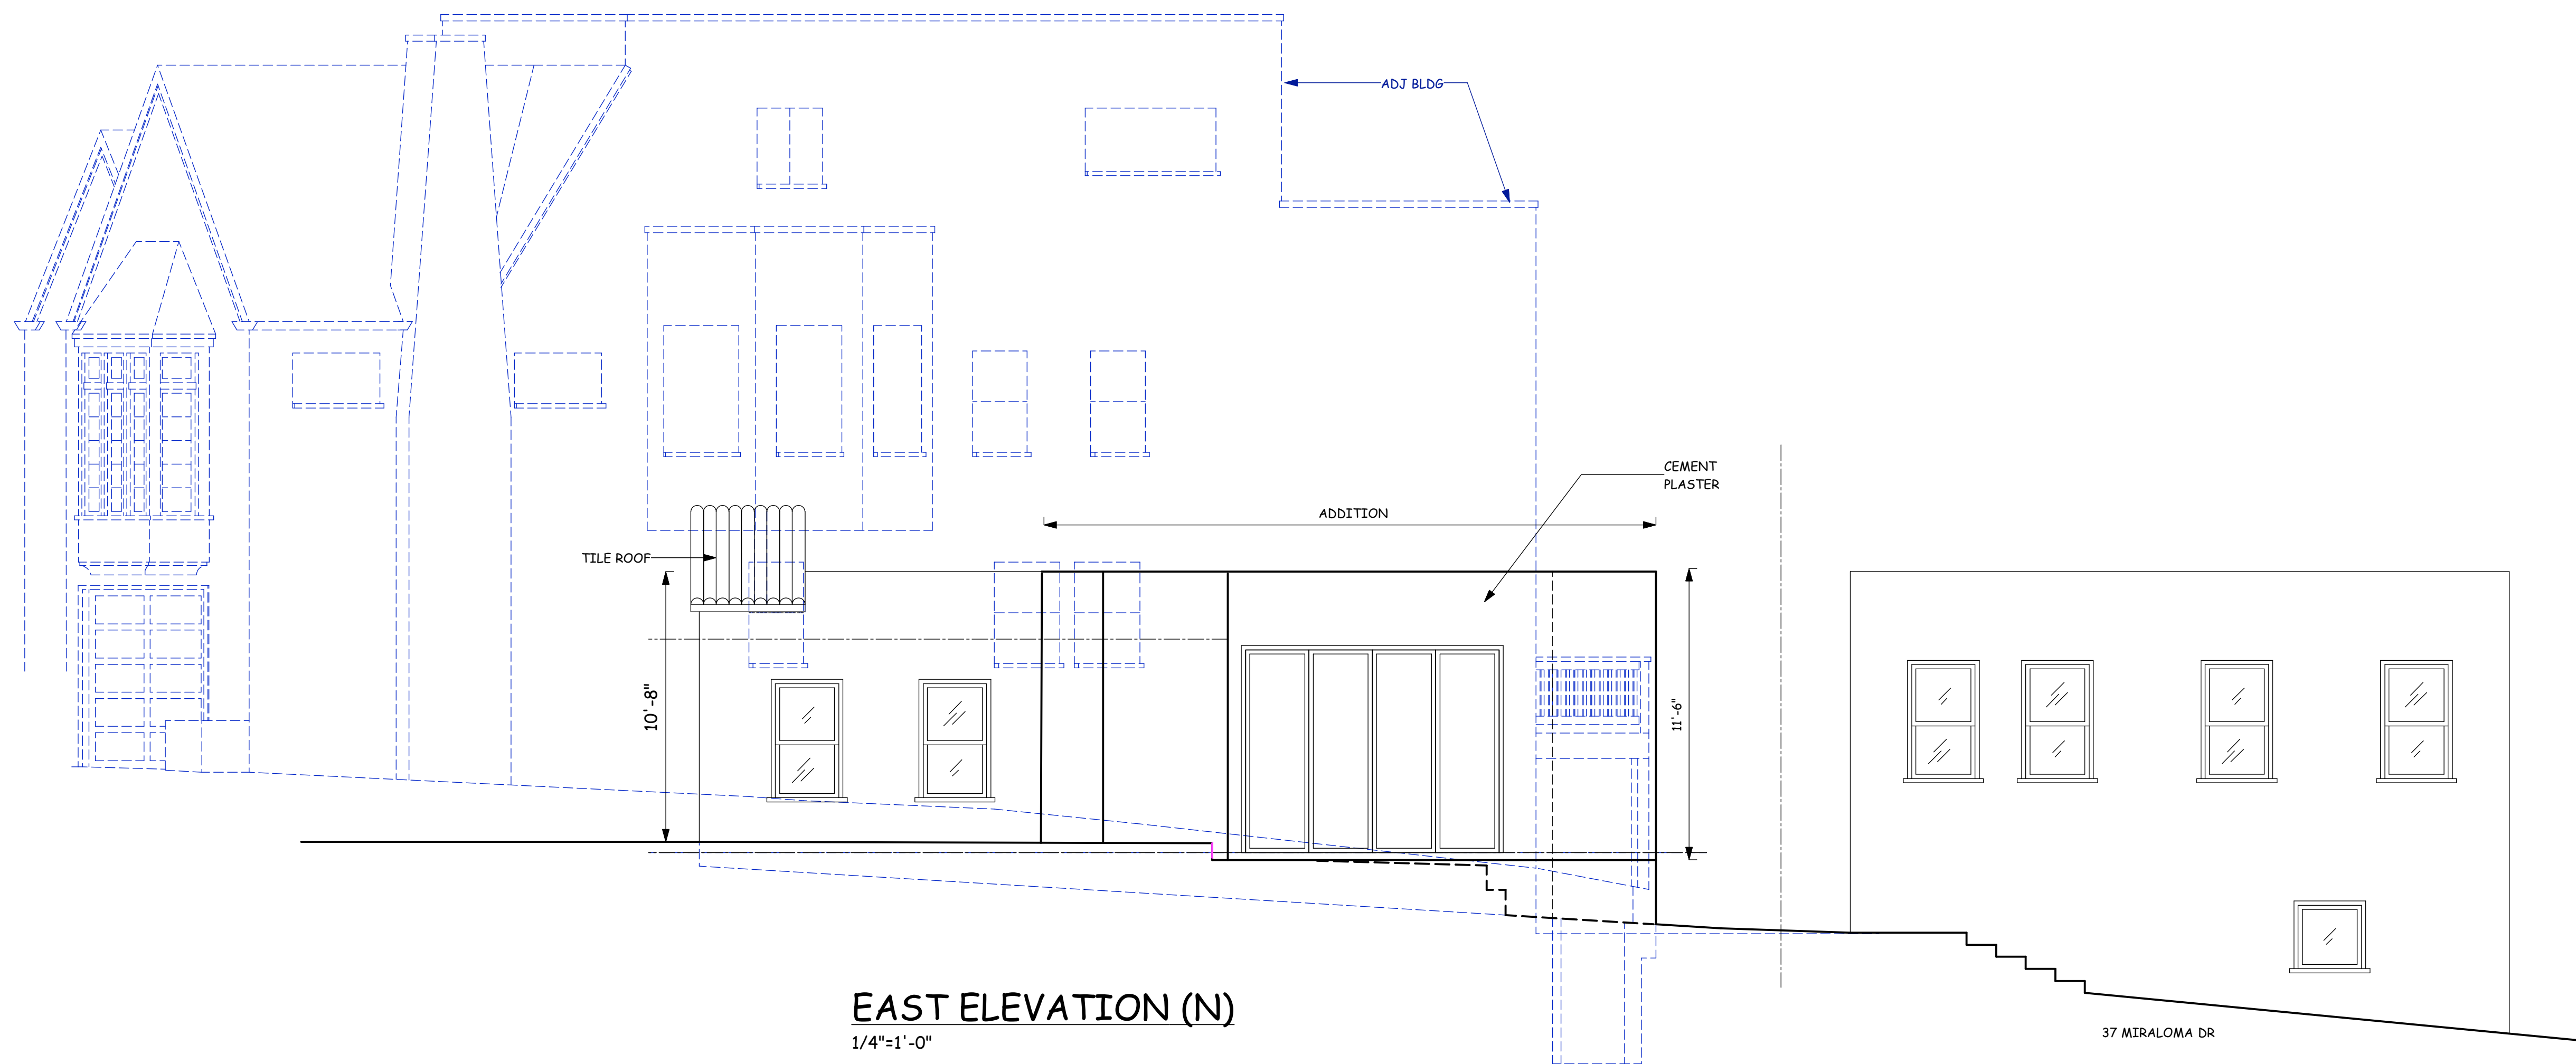 ADJ BLDG
CEMENT
PLASTER
ADDITION
TILE ROOF
10'-8"
11'-6"
EAST ELEVATION (N)
1/4"=1'-0"
37 MIRALOMA DR